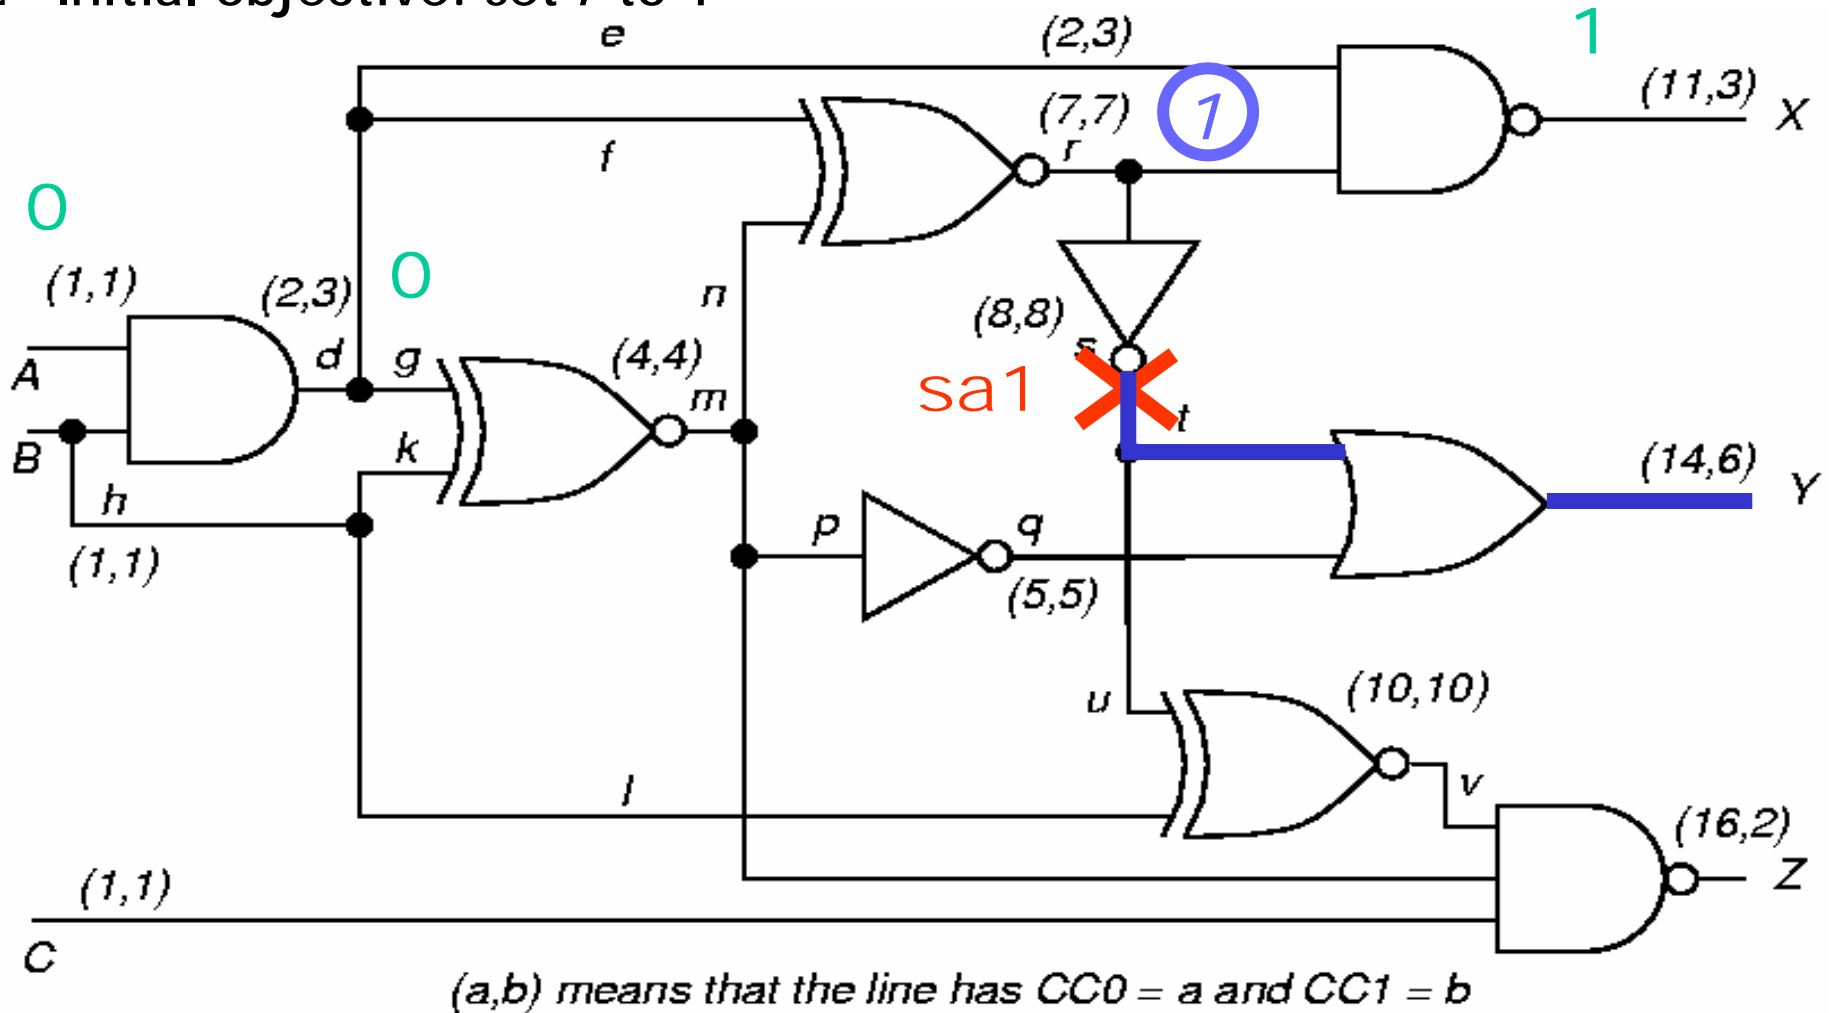 Initial objective: set r to 1
e
(2,3)
1
(7,7)
1
(11,3)
X
f
r
0
(1,1)
(2,3)
0
n
(8,8)
s
A
d
g
(4,4)
m
sa1
t
B
k
(14,6)
Y
h
p
q
(1,1)
(5,5)
u
(10,10)
l
v
(16,2)
Z
(1,1)
C
(a,b) means that the line has CC0 = a and CC1 = b